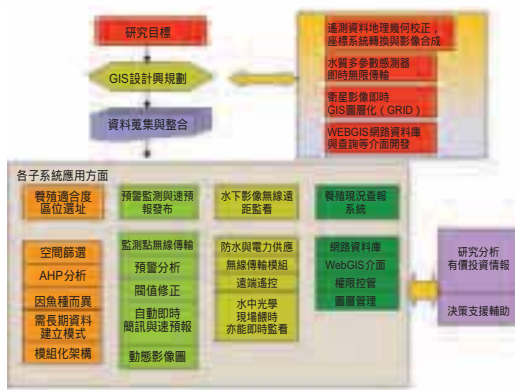 研究目標
GIS設計與規劃
資料蒐集與整合
遙測資料地理幾何校正，
座標系統轉換與影像合成
水質多參數感測器
即時無限傳輸
衛星影像即時
GIS圖層化（GRID）
WEBGIS網路資料庫
與查詢等介面開發
各子系統應用方面
養殖適合度
區位選址
空間篩選
AHP分析
因魚種而異
需長期資料
建立模式
模組化架構
預警監測與速預
報發布
監測點無線傳輸
預警分析
閥值修正
自動即時
簡訊與速預報
動態影像圖
水下影像無線遠
距監看
防水與電力供應
無線傳輸模組
遠端遙控
水中光學
現場餵時
亦能即時監看
養殖現況查報
系統
網路資料庫
WebGIS介面
權限控管
圖層管理
研究分析
有價投資情報
決策支援輔助